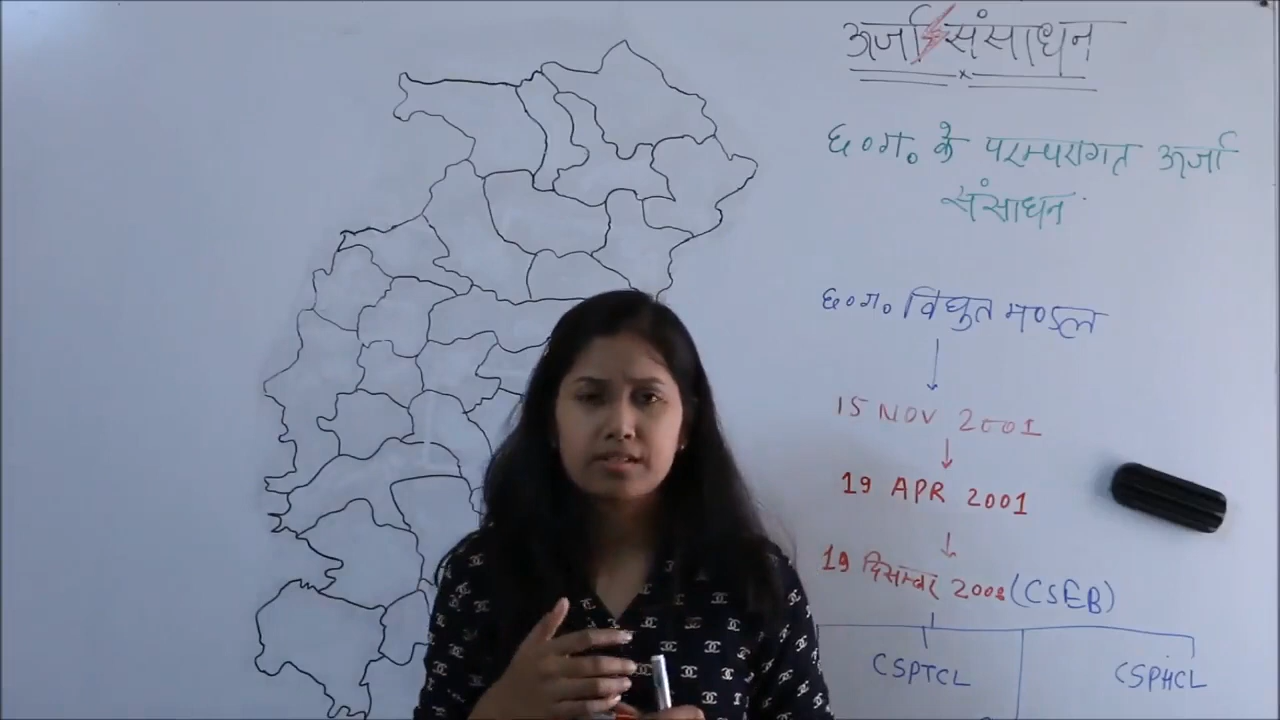 ऊर्जा संसाधन
छ०ग० के परम्परागत ऊर्जा
संसाधन
छ०ग० विद्युत मण्डल
15 NOV 2001
19 APR 2001
19 दिसम्बर 2008 (CSEB)
CSPTCL CSPHCL